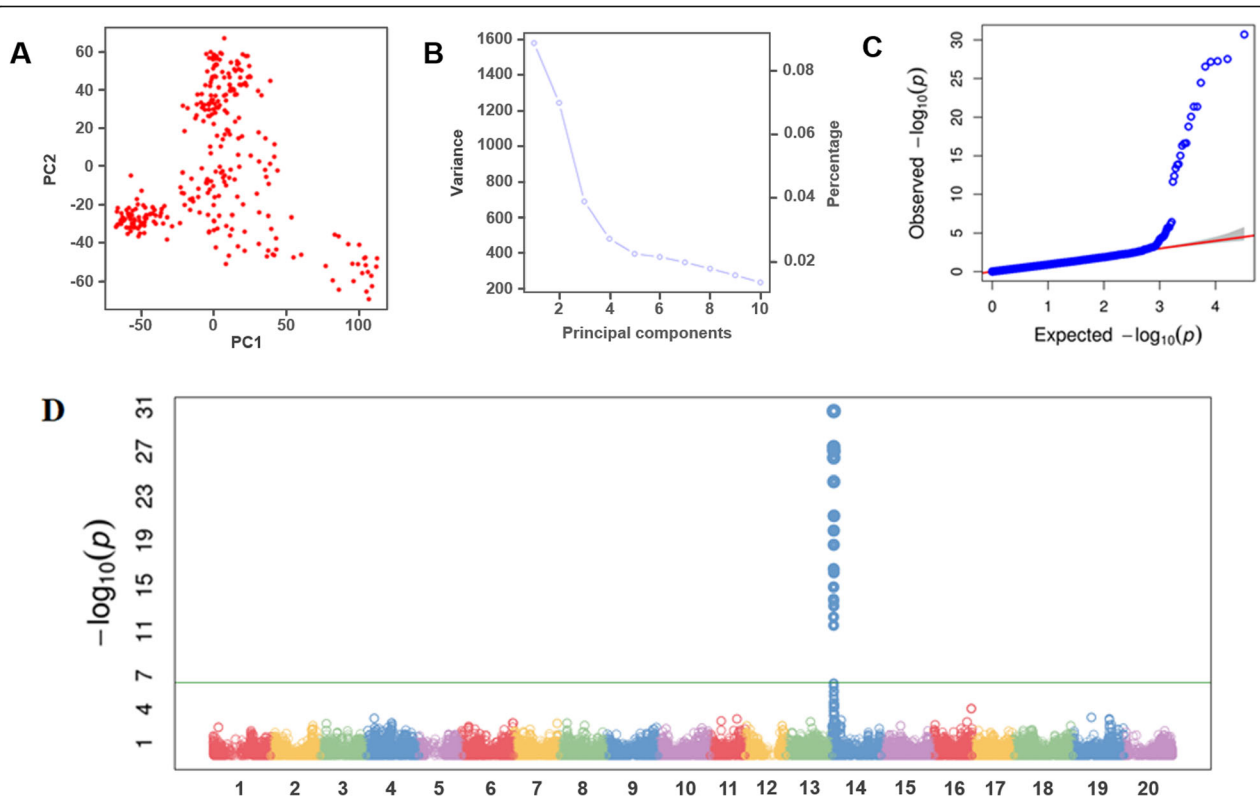 A
PC2
60
40
20
0
-20
-40
-60
-50 0 50 100
PC1
B
Variance
1600
1400
1200
1000
800
600
400
200
2 4 6 8 10
Principal components
0.08
0.06
0.04
0.02
Percentage
C
Observed −log₁₀(p)
30
25
20
15
10
5
0
0 1 2 3 4
Expected −log₁₀(p)
D
−log₁₀(p)
31
27
23
19
15
11
7
4
1
1 2 3 4 5 6 7 8 9 10 11 12 13 14 15 16 17 18 19 20